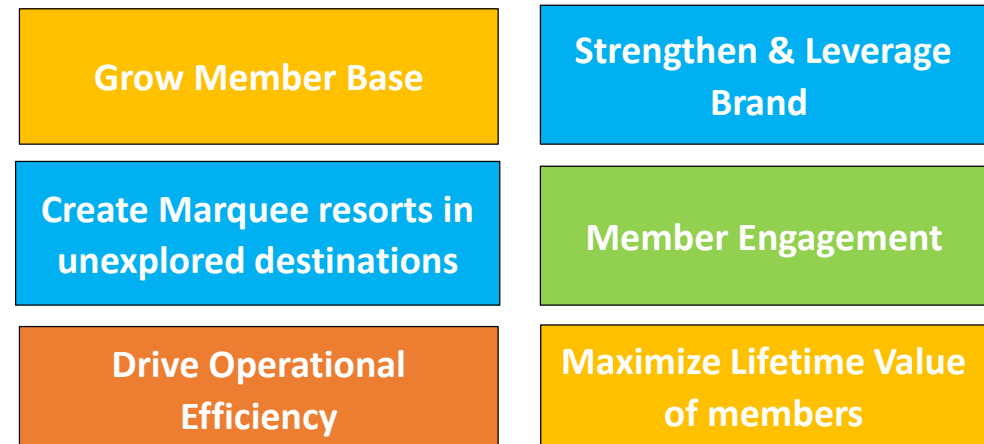 Grow Member Base
Strengthen & Leverage
Brand
Create Marquee resorts in
unexplored destinations
Member Engagement
Drive Operational
Efficiency
Maximize Lifetime Value
of members